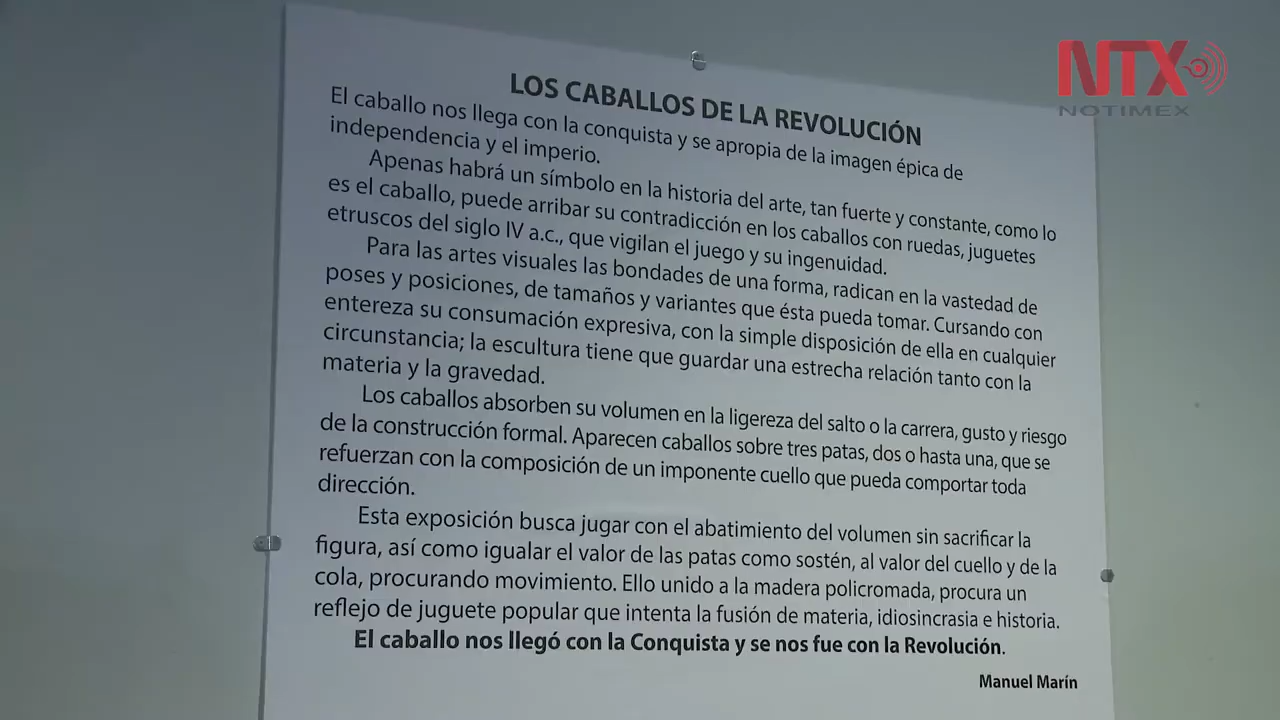 NTX
NOTIMEX
LOS CABALLOS DE LA REVOLUCIÓN
El caballo nos llega con la conquista y se apropia de la imagen épica de
independencia y el imperio.
Apenas habrá un símbolo en la historia del arte, tan fuerte y constante, como lo
es el caballo, puede arribar su contradicción en los caballos con ruedas, juguetes
etruscos del siglo IV a.c., que vigilan el juego y su ingenuidad.
Para las artes visuales las bondades de una forma, radican en la vastedad de
poses y posiciones, de tamaños y variantes que ésta pueda tomar. Cursando con
entereza su consumación expresiva, con la simple disposición de ella en cualquier
circunstancia; la escultura tiene que guardar una estrecha relación tanto con la
materia y la gravedad.
Los caballos absorben su volumen en la ligereza del salto o la carrera, gusto y riesgo
de la construcción formal. Aparecen caballos sobre tres patas, dos o hasta una, que se
refuerzan con la composición de un imponente cuello que pueda comportar toda
dirección.
Esta exposición busca jugar con el abatimiento del volumen sin sacrificar la
figura, así como igualar el valor de las patas como sostén, al valor del cuello y de la
cola, procurando movimiento. Ello unido a la madera policromada, procura un
reflejo de juguete popular que intenta la fusión de materia, idiosincrasia e historia.
El caballo nos llegó con la Conquista y se nos fue con la Revolución.
Manuel Marín